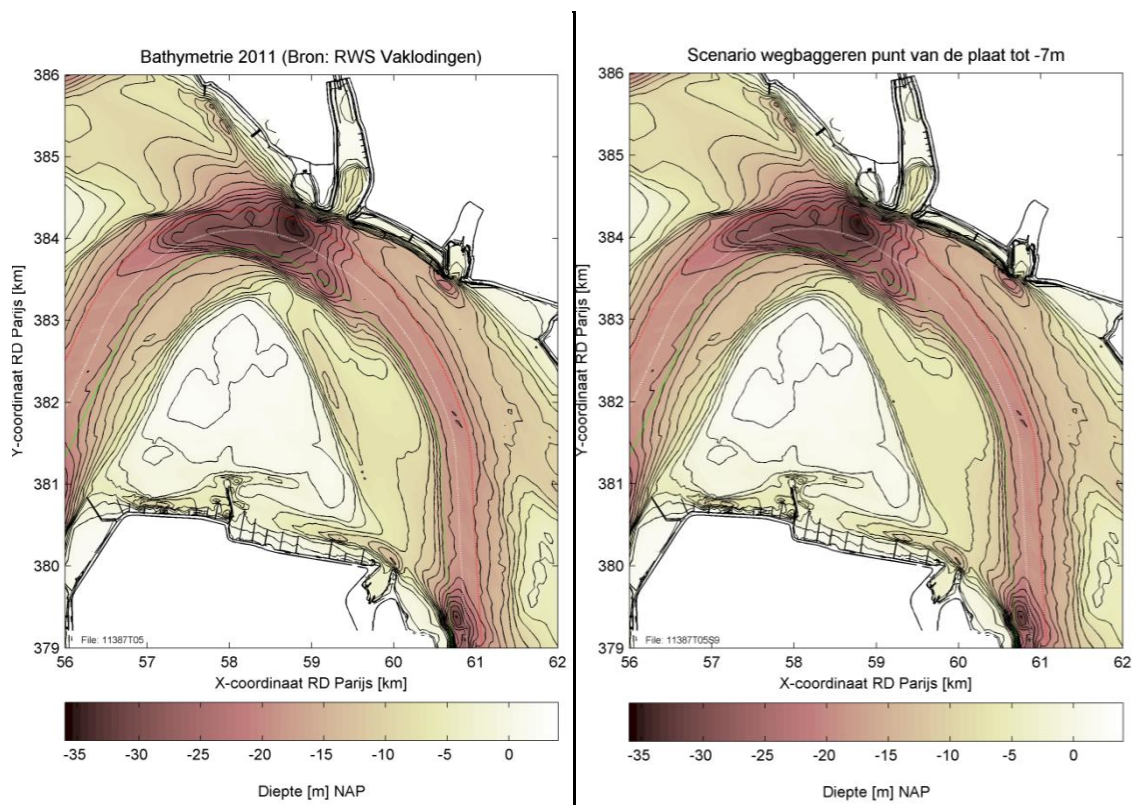 Bathymetrie 2011 (Bron: RWS Vaklodingen)
386
385
384
383
382
381
380
379
Y-coordinaat RD Parijs [km]
File: 11387T05
56 57 58 59 60 61 62
X-coordinaat RD Parijs [km]
-35 -30 -25 -20 -15 -10 -5 0
Diepte [m] NAP
Scenario wegbaggeren punt van de plaat tot -7m
386
385
384
383
382
381
380
379
Y-coordinaat RD Parijs [km]
File: 11387T05S9
56 57 58 59 60 61 62
X-coordinaat RD Parijs [km]
-35 -30 -25 -20 -15 -10 -5 0
Diepte [m] NAP